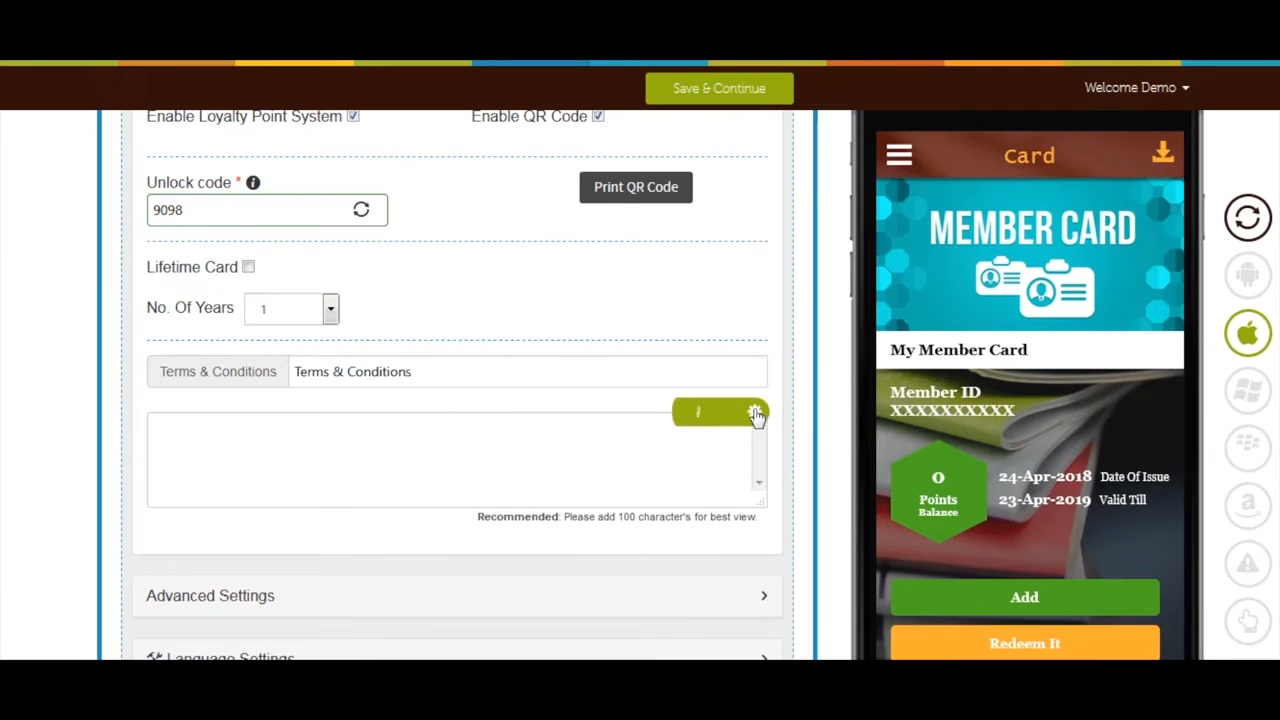 Save & Continue
Welcome Demo
Enable Loyalty Point System
Enable QR Code
Unlock code *
9098
Print QR Code
Lifetime Card
No. Of Years
1
Terms & Conditions
Terms & Conditions
Recommended: Please add 100 character's for best view.
Advanced Settings
Language Settings
Card
MEMBER CARD
My Member Card
Member ID
XXXXXXXXXX
0
Points
Balance
24-Apr-2018 Date Of Issue
23-Apr-2019 Valid Till
Add
Redeem It